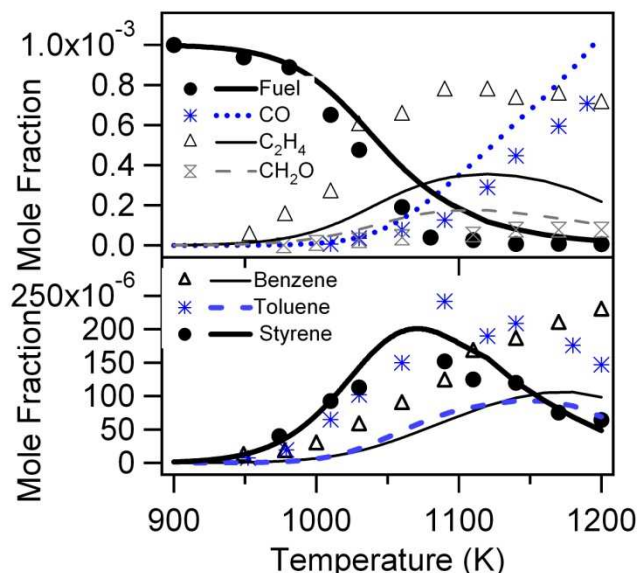 1.0x10-3
0.8
0.6
0.4
0.2
0.0
Mole Fraction
Fuel
CO
C2H4
CH2O
250x10-6
200
150
100
50
0
Mole Fraction
Benzene
Toluene
Styrene
900
1000
1100
1200
Temperature (K)